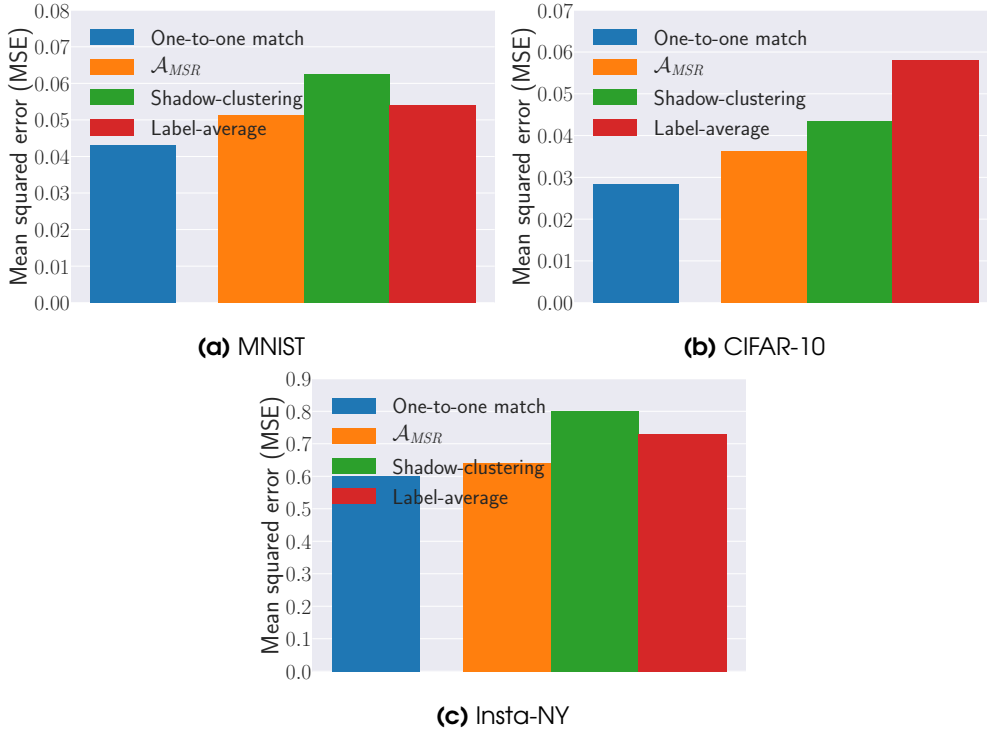 0.08
0.07
0.06
0.05
0.04
0.03
0.02
0.01
0.00
Mean squared error (MSE)
One-to-one match
𝒜MSR
Shadow-clustering
Label-average
(a) MNIST
0.07
0.06
0.05
0.04
0.03
0.02
0.01
0.00
Mean squared error (MSE)
One-to-one match
𝒜MSR
Shadow-clustering
Label-average
(b) CIFAR-10
0.9
0.8
0.7
0.6
0.5
0.4
0.3
0.2
0.1
0.0
Mean squared error (MSE)
One-to-one match
𝒜MSR
Shadow-clustering
Label-average
(c) Insta-NY